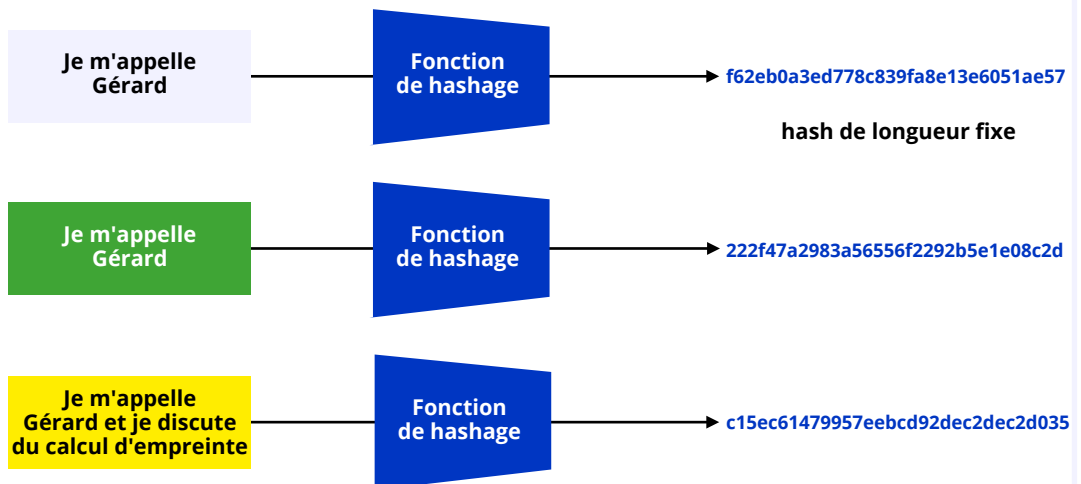 Je m'appelle
Gérard
Fonction
de hashage
f62eb0a3ed778c839fa8e13e6051ae57
hash de longueur fixe
Je m'appelle
Gérard
Fonction
de hashage
222f47a2983a56556f2292b5e1e08c2d
Je m'appelle
Gérard et je discute
du calcul d'empreinte
Fonction
de hashage
c15ec61479957eebcd92dec2dec2d035